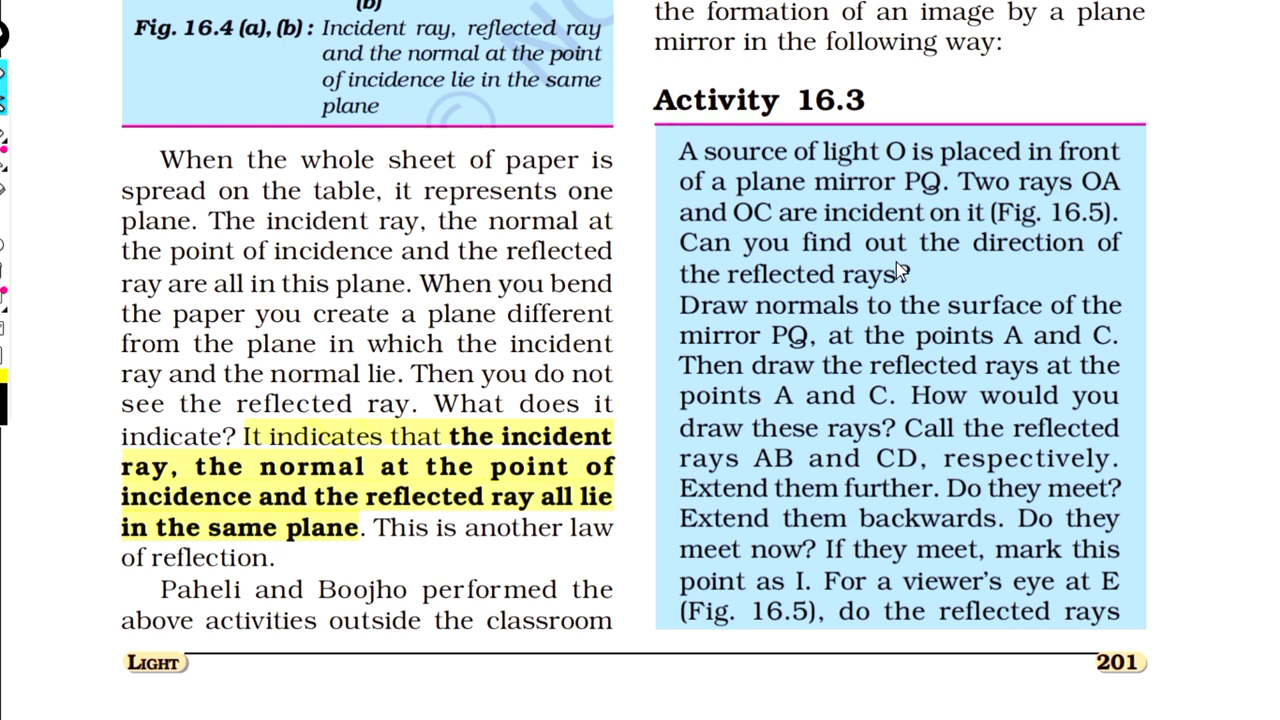 (b)
Fig. 16.4 (a), (b) : Incident ray, reflected ray
and the normal at the point
of incidence lie in the same
plane
When the whole sheet of paper is
spread on the table, it represents one
plane. The incident ray, the normal at
the point of incidence and the reflected
ray are all in this plane. When you bend
the paper you create a plane different
from the plane in which the incident
ray and the normal lie. Then you do not
see the reflected ray. What does it
indicate? It indicates that the incident
ray, the normal at the point of
incidence and the reflected ray all lie
in the same plane. This is another law
of reflection.
Paheli and Boojho performed the
above activities outside the classroom
the formation of an image by a plane
mirror in the following way:
Activity 16.3
A source of light O is placed in front
of a plane mirror PQ. Two rays OA
and OC are incident on it (Fig. 16.5).
Can you find out the direction of
the reflected rays?
Draw normals to the surface of the
mirror PQ, at the points A and C.
Then draw the reflected rays at the
points A and C. How would you
draw these rays? Call the reflected
rays AB and CD, respectively.
Extend them further. Do they meet?
Extend them backwards. Do they
meet now? If they meet, mark this
point as I. For a viewer's eye at E
(Fig. 16.5), do the reflected rays
LIGHT
201